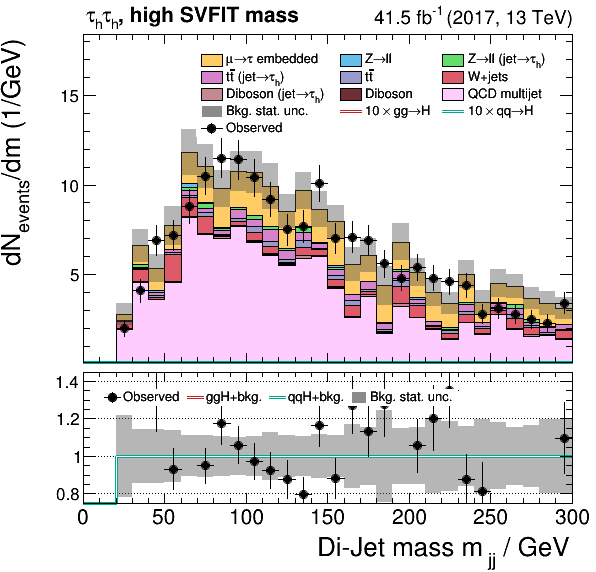 τhτh, high SVFIT mass 41.5 fb⁻¹ (2017, 13 TeV)
dNevents/dm (1/GeV)
μ→τ embedded Z→ll Z→ll (jet→τh)
tt̄ (jet→τh) tt̄ W+jets
Diboson (jet→τh) Diboson QCD multijet
Bkg. stat. unc. 10 × gg→H 10 × qq→H
Observed
15
10
5
1.4
Observed ggH+bkg. qqH+bkg. Bkg. stat. unc.
1.2
1
0.8
0 50 100 150 200 250 300
Di-Jet mass mjj / GeV